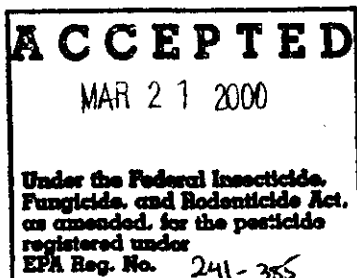 ACCEPTED
MAR 21 2000
Under the Federal Insecticide,
Fungicide, and Rodenticide Act,
as amended, for the pesticide
registered under
EPA Reg. No. 241-385